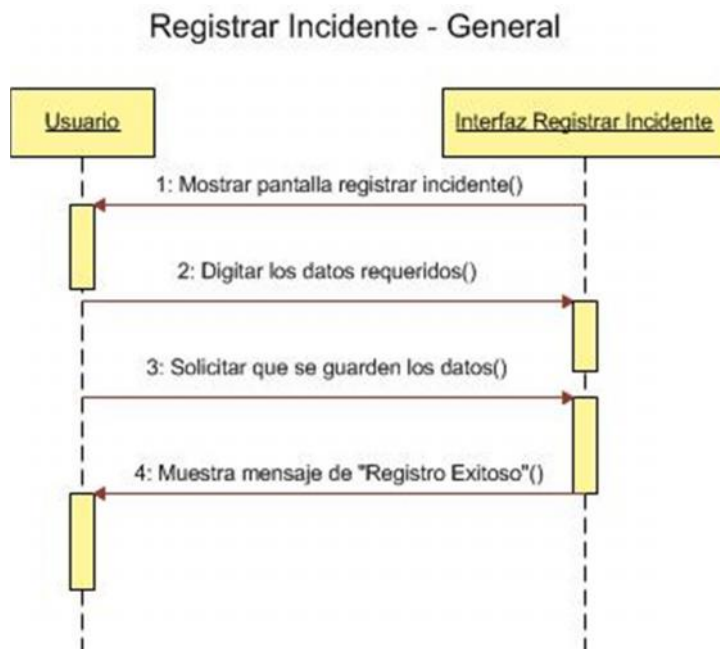 Registrar Incidente - General
Usuario
Interfaz Registrar Incidente
1: Mostrar pantalla registrar incidente()
2: Digitar los datos requeridos()
3: Solicitar que se guarden los datos()
4: Muestra mensaje de "Registro Exitoso"()